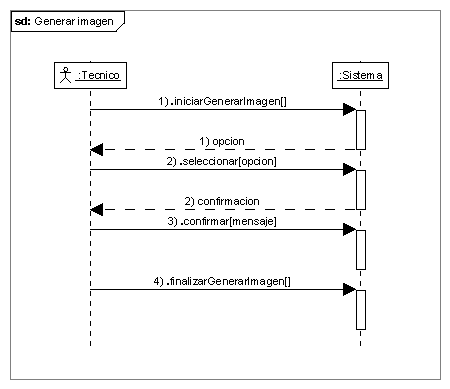 sd: Generar imagen
:Tecnico
:Sistema
1) .iniciarGenerarImagen[]
1) opcion
2) .seleccionar[opcion]
2) confirmacion
3) .confirmar[mensaje]
4) .finalizarGenerarImagen[]